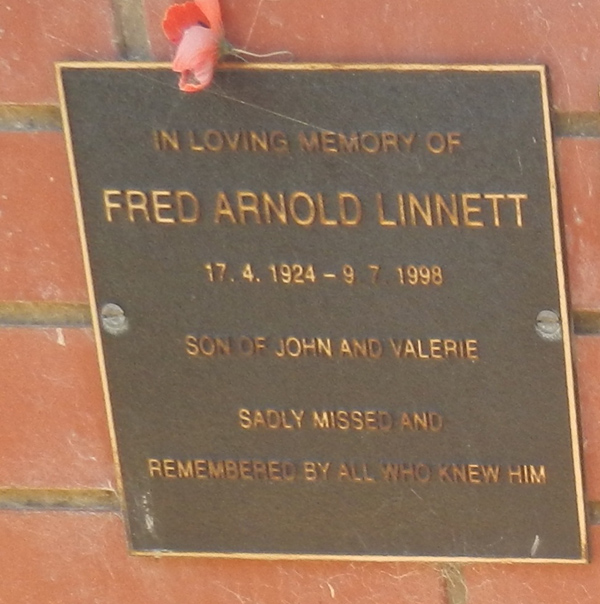 IN LOVING MEMORY OF
FRED ARNOLD LINNETT
17. 4. 1924 – 9 7. 1998
SON OF JOHN AND VALERIE
SADLY MISSED AND
REMEMBERED BY ALL WHO KNEW HIM